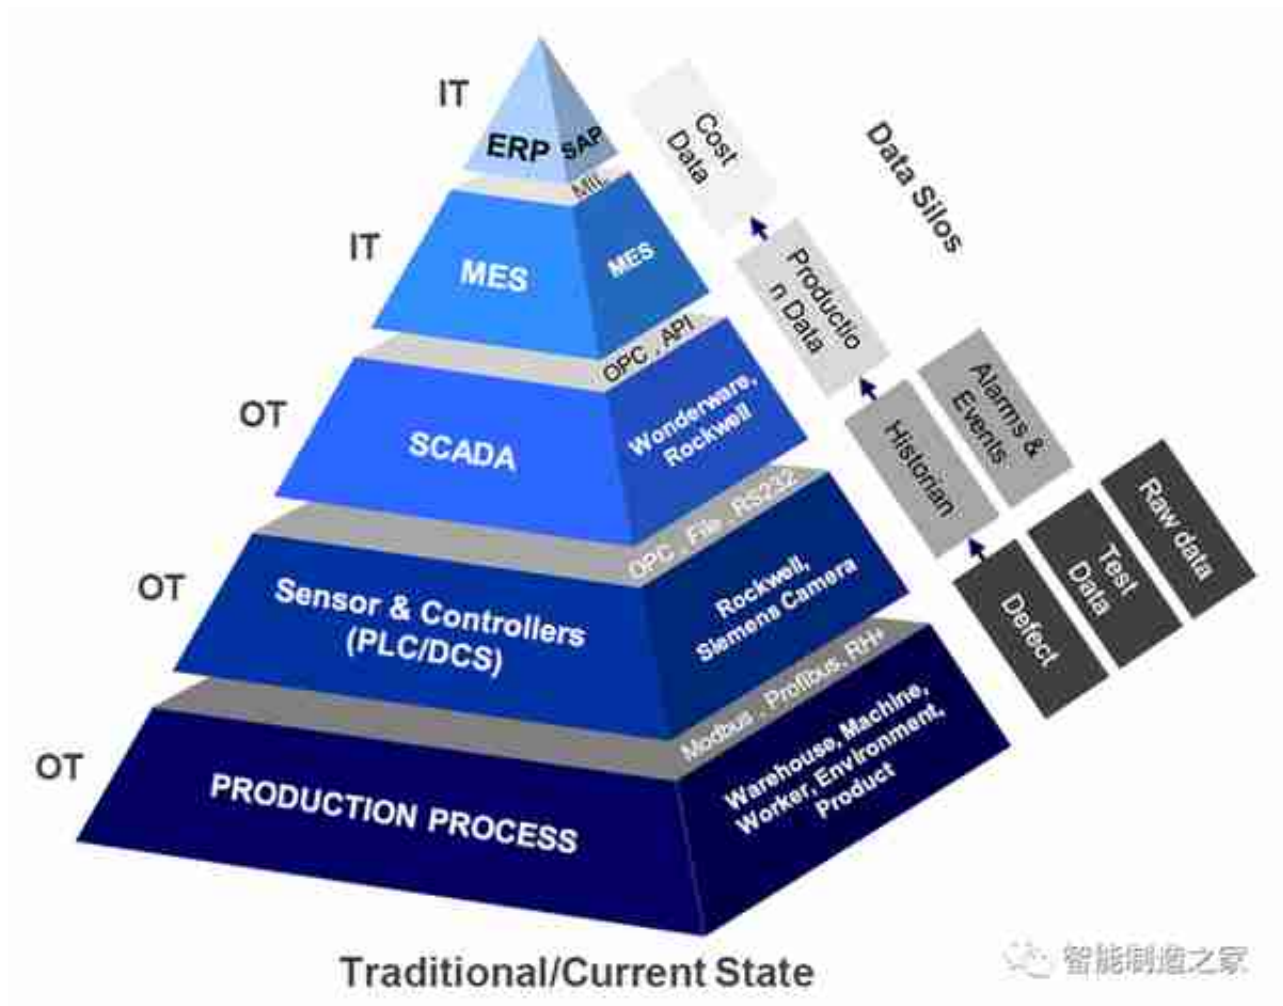 IT
ERP
SAP
MII
Cost
Data
Data Silos
IT
MES
MES
Productio
n Data
OPC , API
OT
SCADA
Wonderware,
Rockwell
Historian
Alarms &
Events
OPC , File , RS232
OT
Sensor & Controllers
(PLC/DCS)
Rockwell,
Siemens Camera
Defect
Test
Data
Raw data
Modbus , Profibus, RH+
OT
PRODUCTION PROCESS
Warehouse, Machine,
Worker, Environment,
Product
Traditional/Current State
智能制造之家